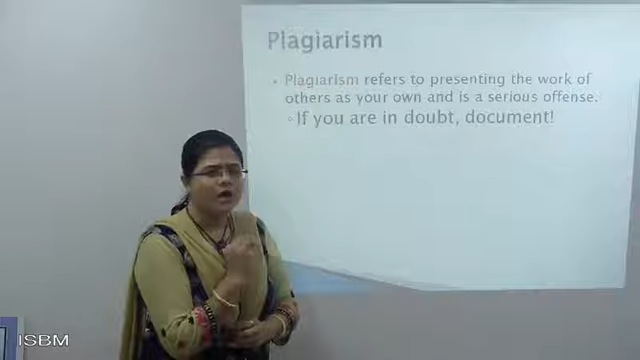 Plagiarism
Plagiarism refers to presenting the work of
others as your own and is a serious offense.
If you are in doubt, document!
ISBM